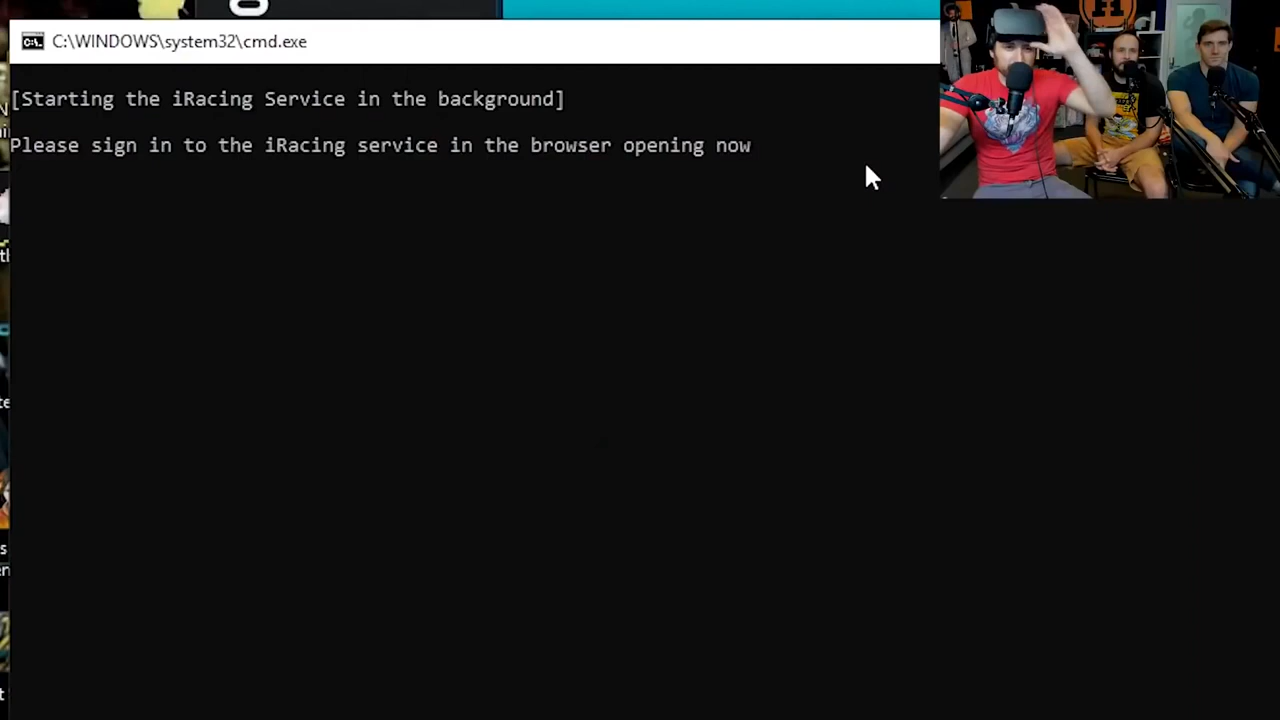 C:\WINDOWS\system32\cmd.exe
[Starting the iRacing Service in the background]
Please sign in to the iRacing service in the browser opening now